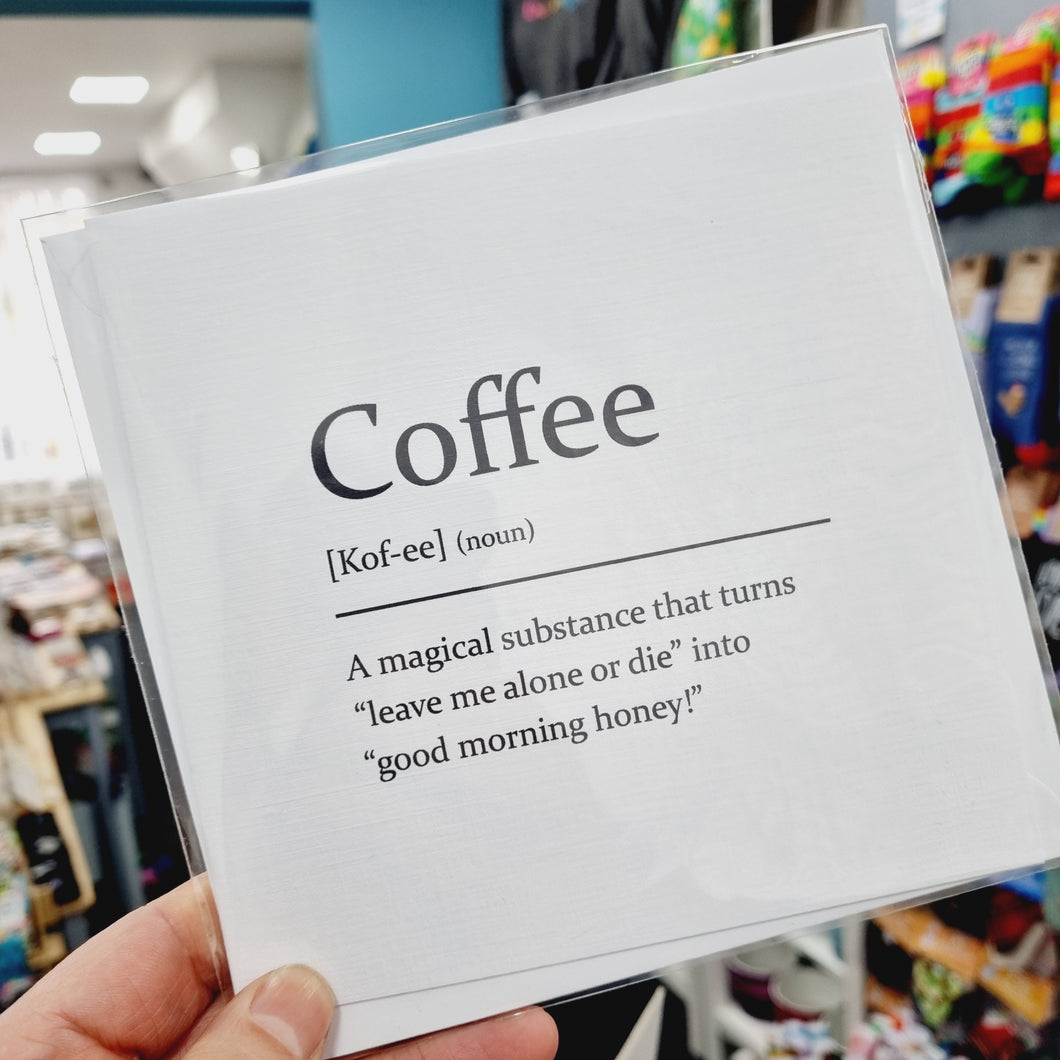 Coffee
[Kof-ee] (noun)
A magical substance that turns
“leave me alone or die” into
“good morning honey!”